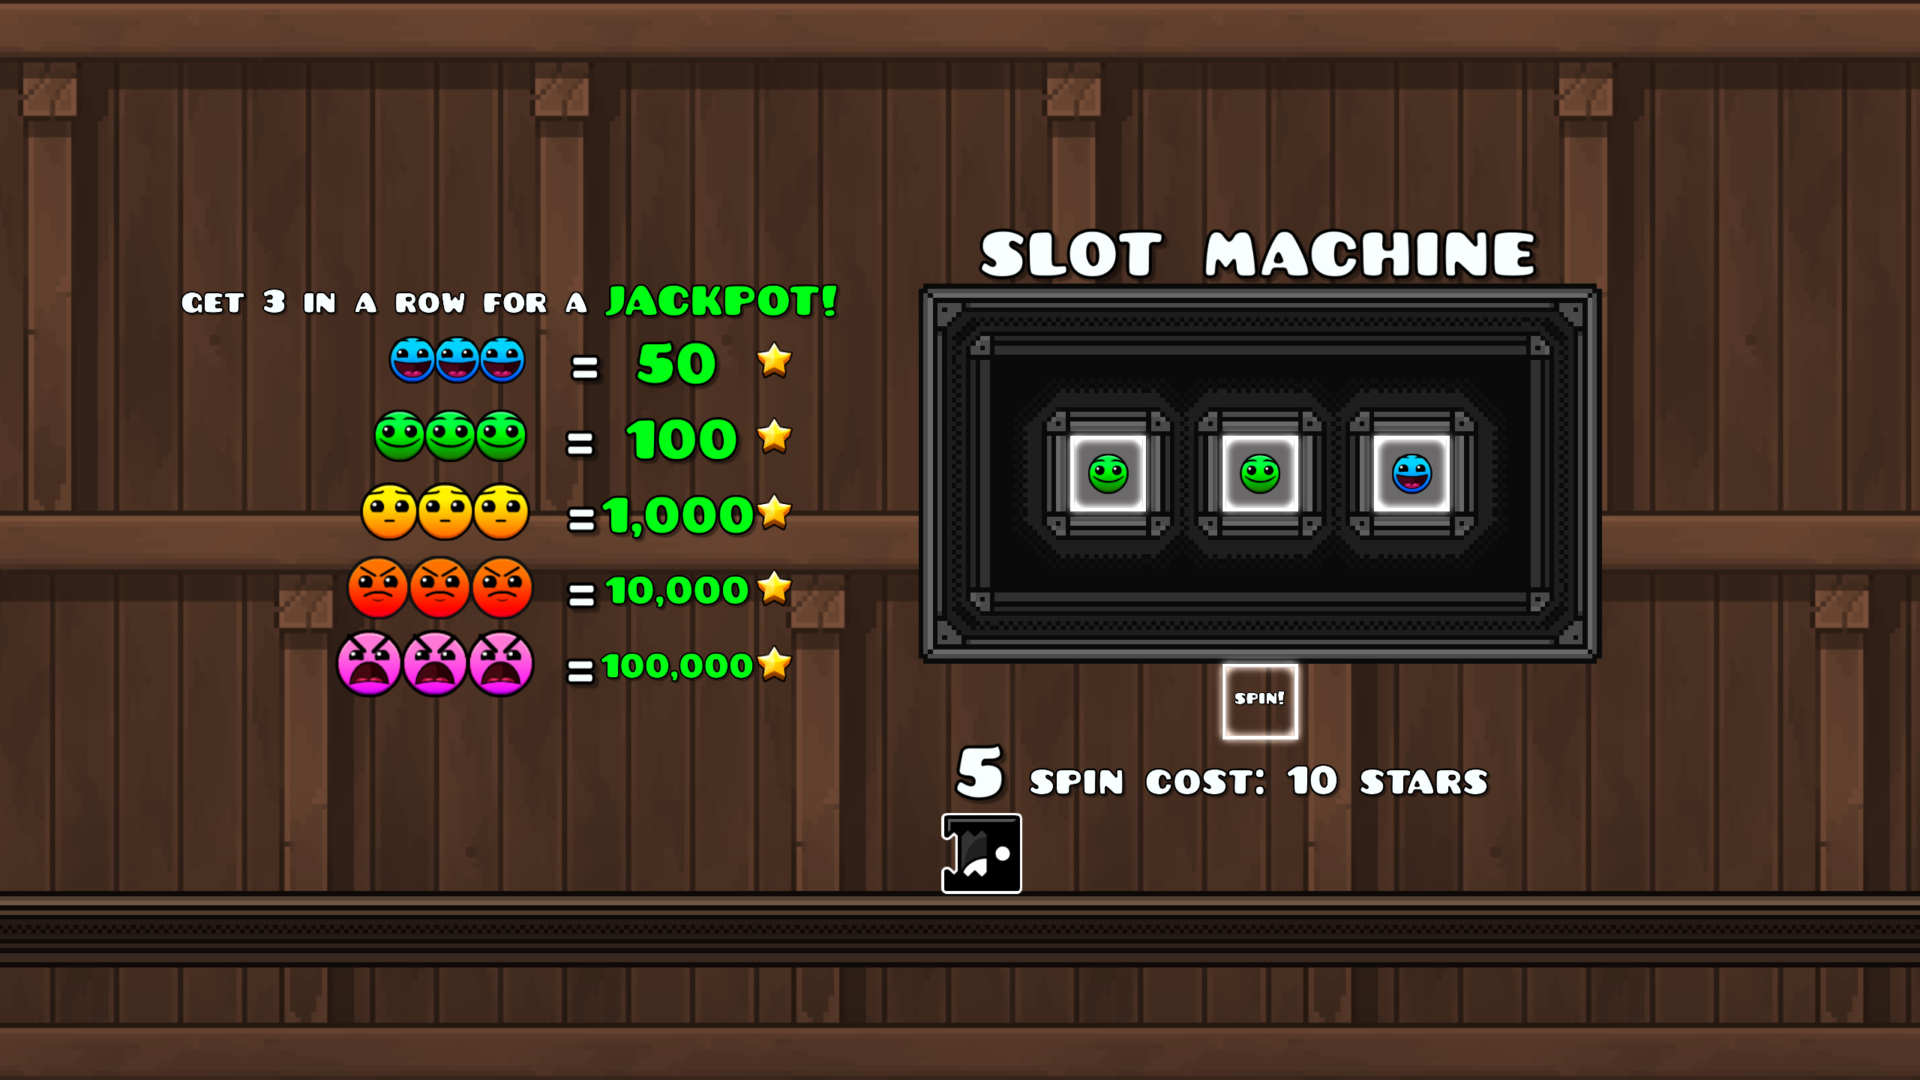 GET 3 IN A ROW FOR A JACKPOT!
= 50
= 100
= 1,000
= 10,000
= 100,000
SLOT MACHINE
SPIN!
5
SPIN COST: 10 STARS